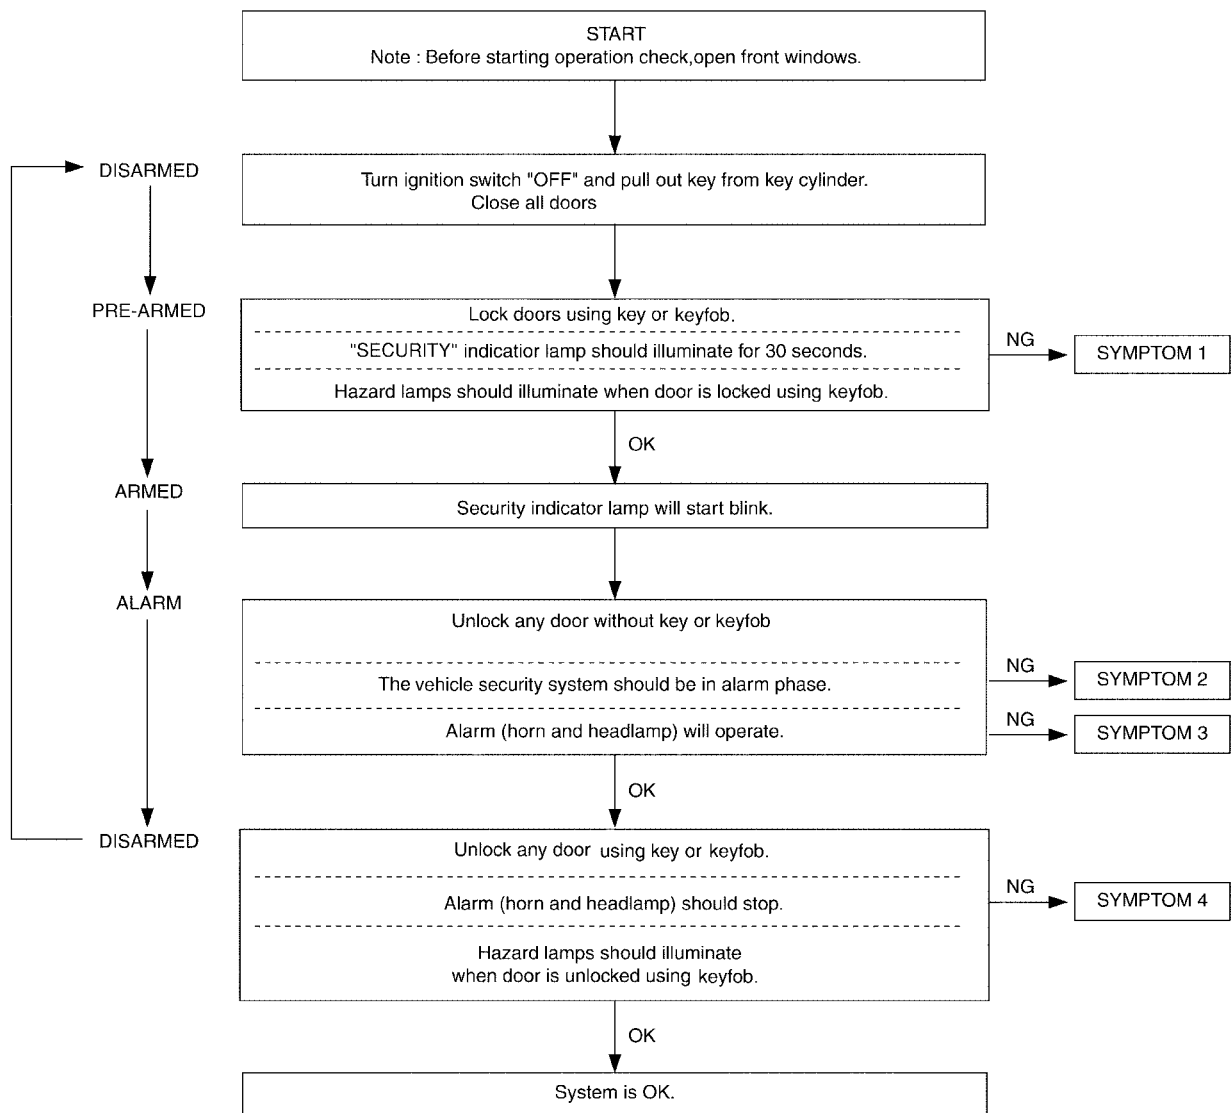 START
Note : Before starting operation check,open front windows.
DISARMED
Turn ignition switch "OFF" and pull out key from key cylinder.
Close all doors
PRE-ARMED
Lock doors using key or keyfob.
"SECURITY" indicatior lamp should illuminate for 30 seconds.
Hazard lamps should illuminate when door is locked using keyfob.
NG
SYMPTOM 1
OK
ARMED
Security indicator lamp will start blink.
ALARM
Unlock any door without key or keyfob
The vehicle security system should be in alarm phase.
NG
SYMPTOM 2
Alarm (horn and headlamp) will operate.
NG
SYMPTOM 3
OK
DISARMED
Unlock any door using key or keyfob.
Alarm (horn and headlamp) should stop.
NG
SYMPTOM 4
Hazard lamps should illuminate
when door is unlocked using keyfob.
OK
System is OK.